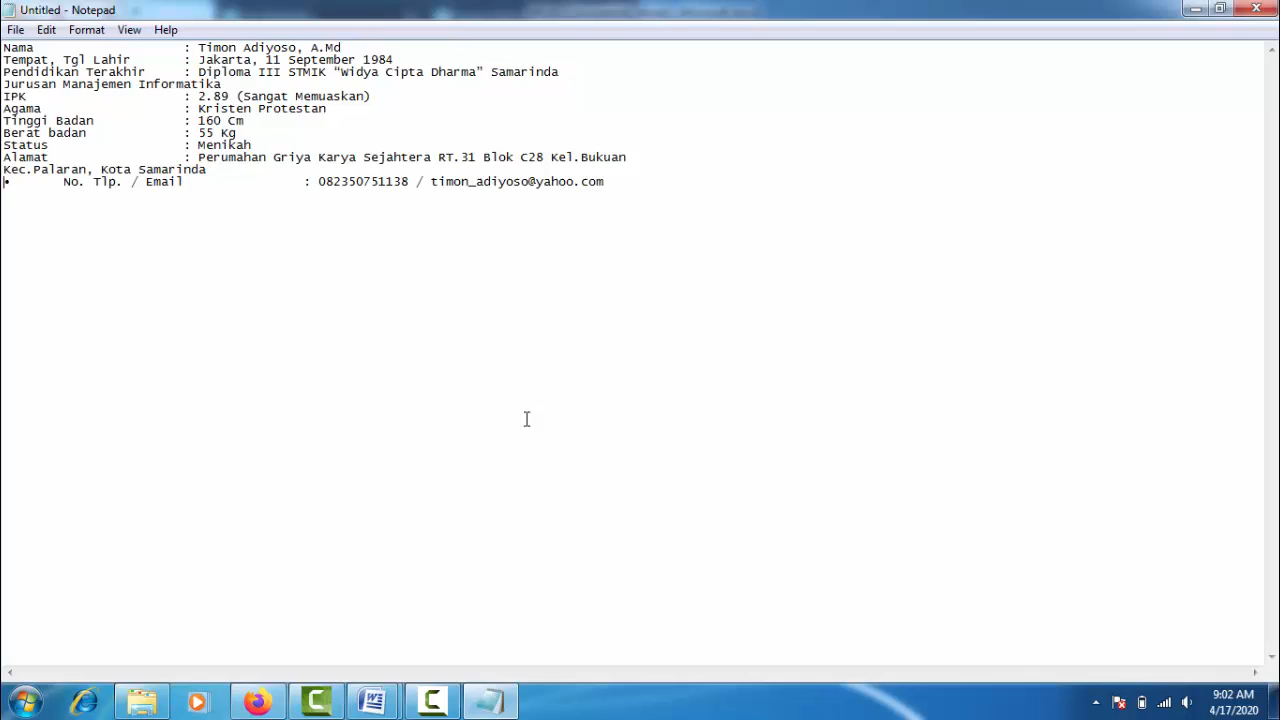 Untitled - Notepad
File Edit Format View Help
Nama : Timon Adiyoso, A.Md
Tempat, Tgl Lahir : Jakarta, 11 September 1984
Pendidikan Terakhir : Diploma III STMIK “Widya Cipta Dharma” Samarinda
Jurusan Manajemen Informatika
IPK : 2.89 (Sangat Memuaskan)
Agama : Kristen Protestan
Tinggi Badan : 160 Cm
Berat badan : 55 Kg
Status : Menikah
Alamat : Perumahan Griya Karya Sejahtera RT.31 Blok C28 Kel.Bukuan
Kec.Palaran, Kota Samarinda
• No. Tlp. / Email : 082350751138 / timon_adiyoso@yahoo.com
9:02 AM
4/17/2020